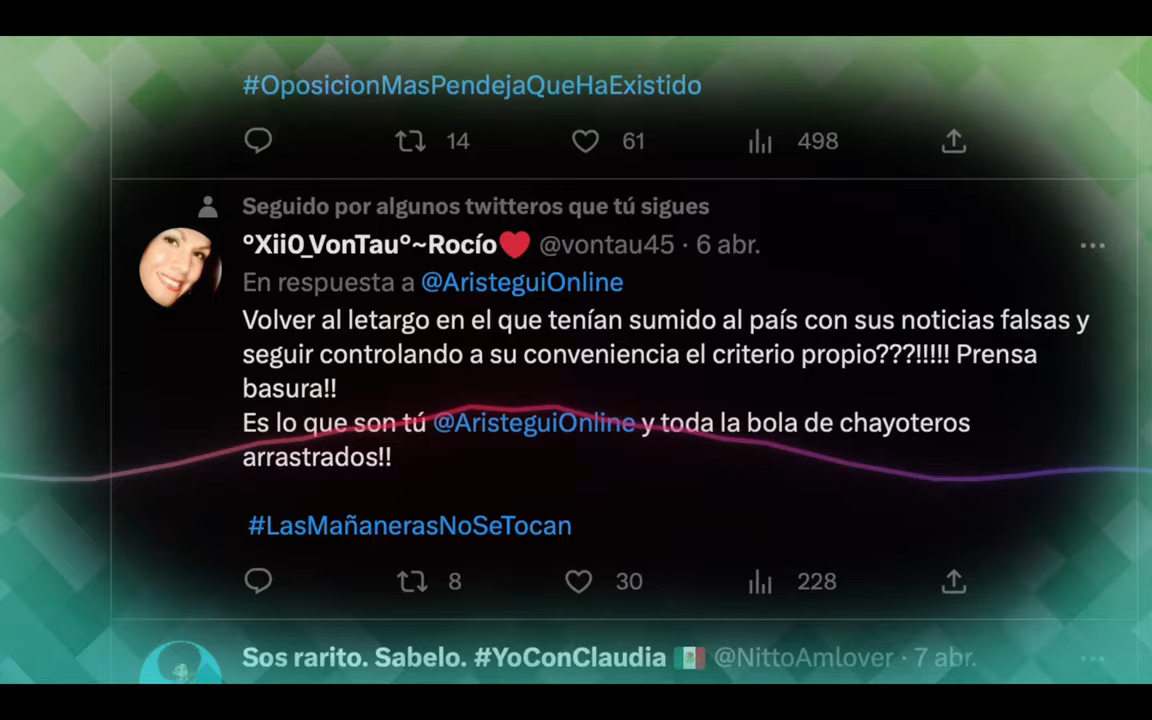 #OposicionMasPendejaQueHaExistido
14 61 498
Seguido por algunos twitteros que tú sigues
°Xii0_VonTau°~Rocío❤️ @vontau45 · 6 abr.
En respuesta a @AristeguiOnline
Volver al letargo en el que tenían sumido al país con sus noticias falsas y
seguir controlando a su conveniencia el criterio propio???!!!!! Prensa
basura!!
Es lo que son tú @AristeguiOnline y toda la bola de chayoteros
arrastrados!!
#LasMañanerasNoSeTocan
8 30 228
Sos rarito. Sabelo. #YoConClaudia 🇲🇽 @NittoAmlover · 7 abr.